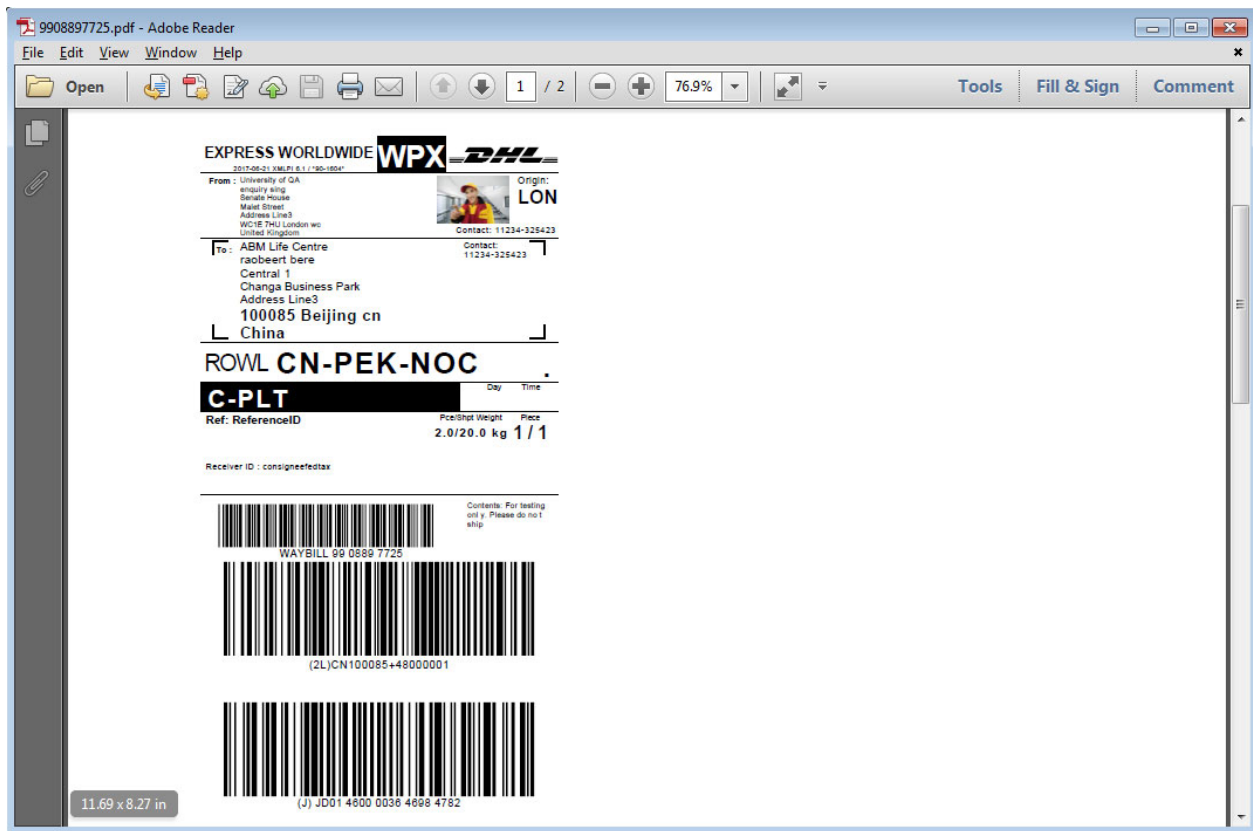 9908897725.pdf - Adobe Reader
File Edit View Window Help
Open 1 / 2 76.9% Tools Fill & Sign Comment
EXPRESS WORLDWIDE WPX DHL
2017-06-21 XMLPI 6.1 / *90-1604*
From : University of QA
enquiry sing
Senate House
Malet Street
Address Line3
WC1E 7HU London wc
United Kingdom
Origin:
LON
Contact: 11234-325423
To : ABM Life Centre
raobeert bere
Central 1
Changa Business Park
Address Line3
100085 Beijing cn
China
Contact:
11234-325423
ROWL CN-PEK-NOC .
C-PLT
Day Time
Ref: ReferenceID
Pce/Shpt Weight Piece
2.0/20.0 kg 1 / 1
Receiver ID : consigneefedtax
Contents: For testing
onl y. Please do no t
ship
WAYBILL 99 0889 7725
(2L)CN100085+48000001
(J) JD01 4600 0036 4698 4782
11.69 x 8.27 in